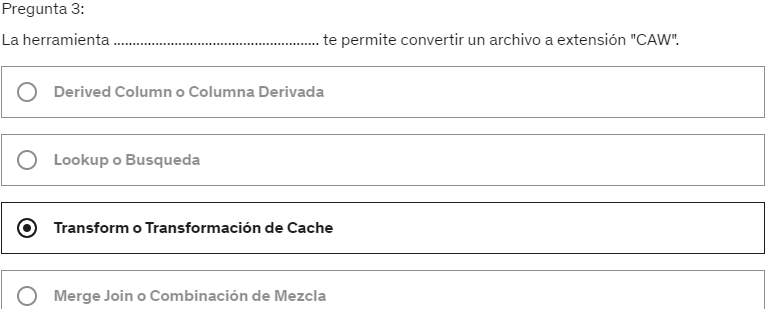 Pregunta 3:
La herramienta ...................................................... te permite convertir un archivo a extensión "CAW".
Derived Column o Columna Derivada
Lookup o Busqueda
Transform o Transformación de Cache
Merge Join o Combinación de Mezcla